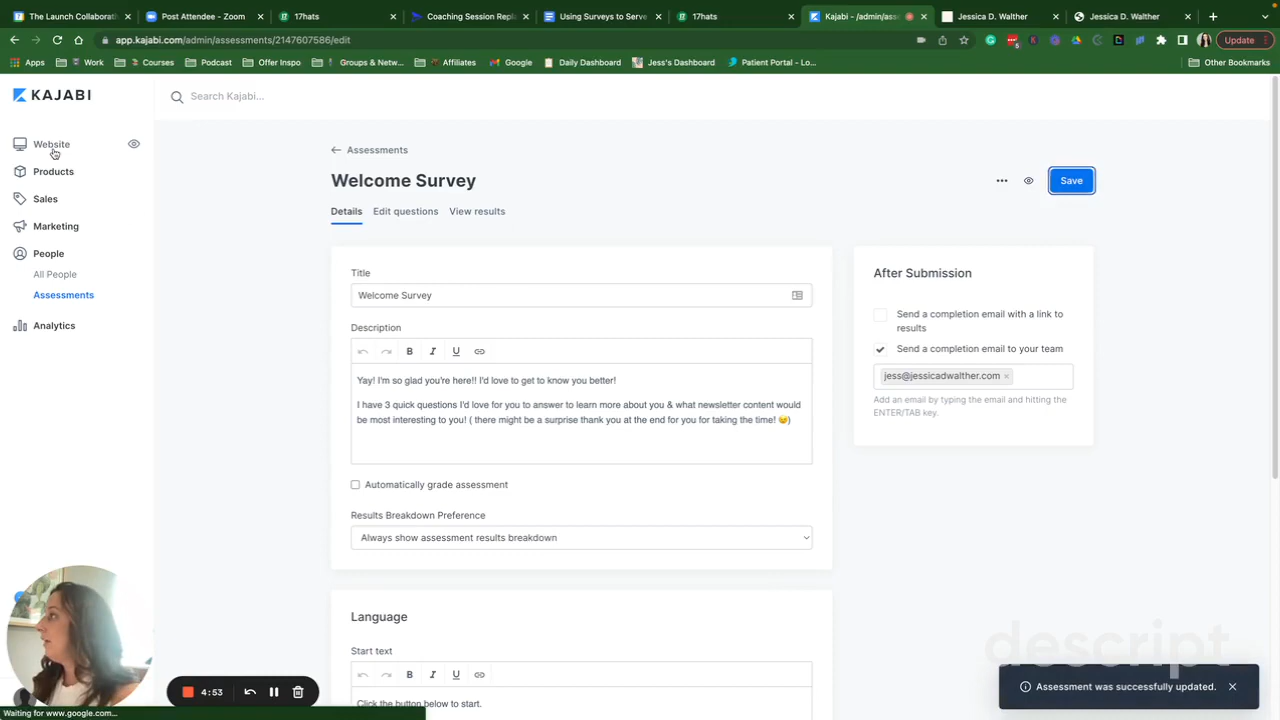 The Launch Collaborativ
Post Attendee - Zoom
17hats
Coaching Session Repl
Using Surveys to Serve
17hats
Kajabi - /admin/asse
Jessica D. Walther
Jessica D. Walther
app.kajabi.com/admin/assessments/2147607586/edit
Update
Apps
Work
Courses
Podcast
Offer Inspo
Groups & Netw...
Affiliates
Google
Daily Dashboard
Jess's Dashboard
Patient Portal - Lo...
Other Bookmarks
KAJABI
Search Kajabi...
Website
Products
Sales
Marketing
People
All People
Assessments
Analytics
Assessments
Welcome Survey
Save
Details
Edit questions
View results
Title
Welcome Survey
Description
Yay! I'm so glad you're here!! I'd love to get to know you better!
I have 3 quick questions I'd love for you to answer to learn more about you & what newsletter content would
be most interesting to you! ( there might be a surprise thank you at the end for you for taking the time! 😉)
Automatically grade assessment
Results Breakdown Preference
Always show assessment results breakdown
After Submission
Send a completion email with a link to
results
Send a completion email to your team
jess@jessicadwalther.com ×
Add an email by typing the email and hitting the
ENTER/TAB key.
Language
Start text
Click the button below to start.
descript
Assessment was successfully updated.
4:53
Waiting for www.google.com...